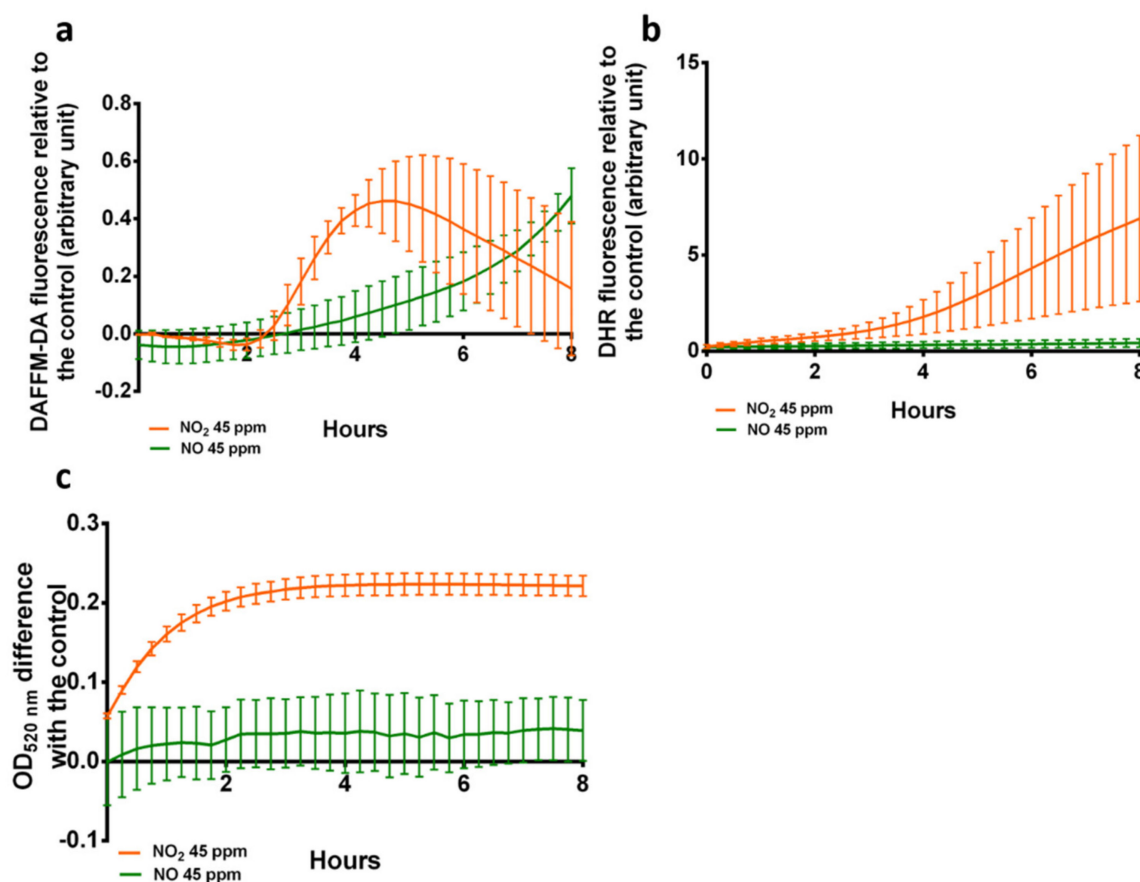 a
DAFFM-DA fluorescence relative to
the control (arbitrary unit)
0.8
0.6
0.4
0.2
0.0
-0.2
4
6
8
Hours
NO₂ 45 ppm
NO 45 ppm
b
DHR fluorescence relative to
the control (arbitrary unit)
15
10
5
0
0
2
4
6
8
Hours
NO₂ 45 ppm
NO 45 ppm
c
OD₅₂₀ ₙₘ difference
with the control
0.3
0.2
0.1
0.0
-0.1
2
4
6
8
Hours
NO₂ 45 ppm
NO 45 ppm